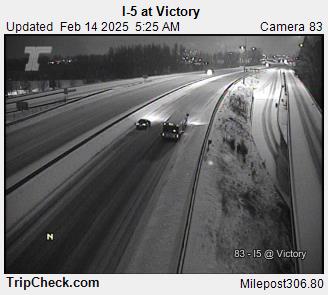 I-5 at Victory
Updated Feb 14 2025 5:25 AM Camera 83
T
N
83 - I5 @ Victory
TripCheck.com Milepost306.80